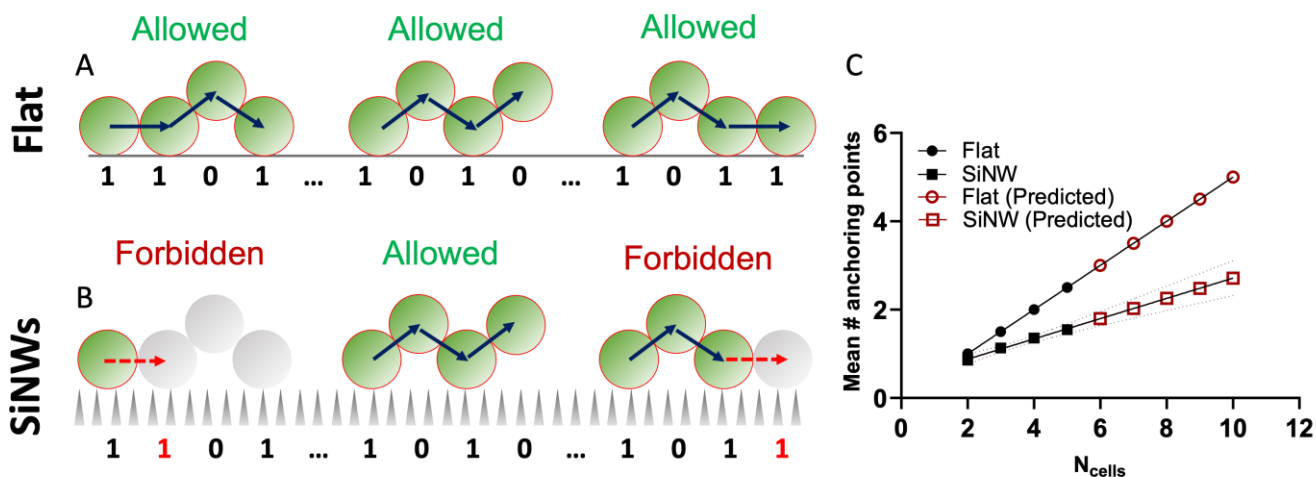 Allowed Allowed Allowed
A
Flat
1 1 0 1 ... 1 0 1 0 ... 1 0 1 1
Forbidden Allowed Forbidden
B
SiNWs
1 1 0 1 ... 1 0 1 0 ... 1 0 1 1
C
Mean # anchoring points
6
4
2
0
Flat
SiNW
Flat (Predicted)
SiNW (Predicted)
0 2 4 6 8 10 12
Ncells